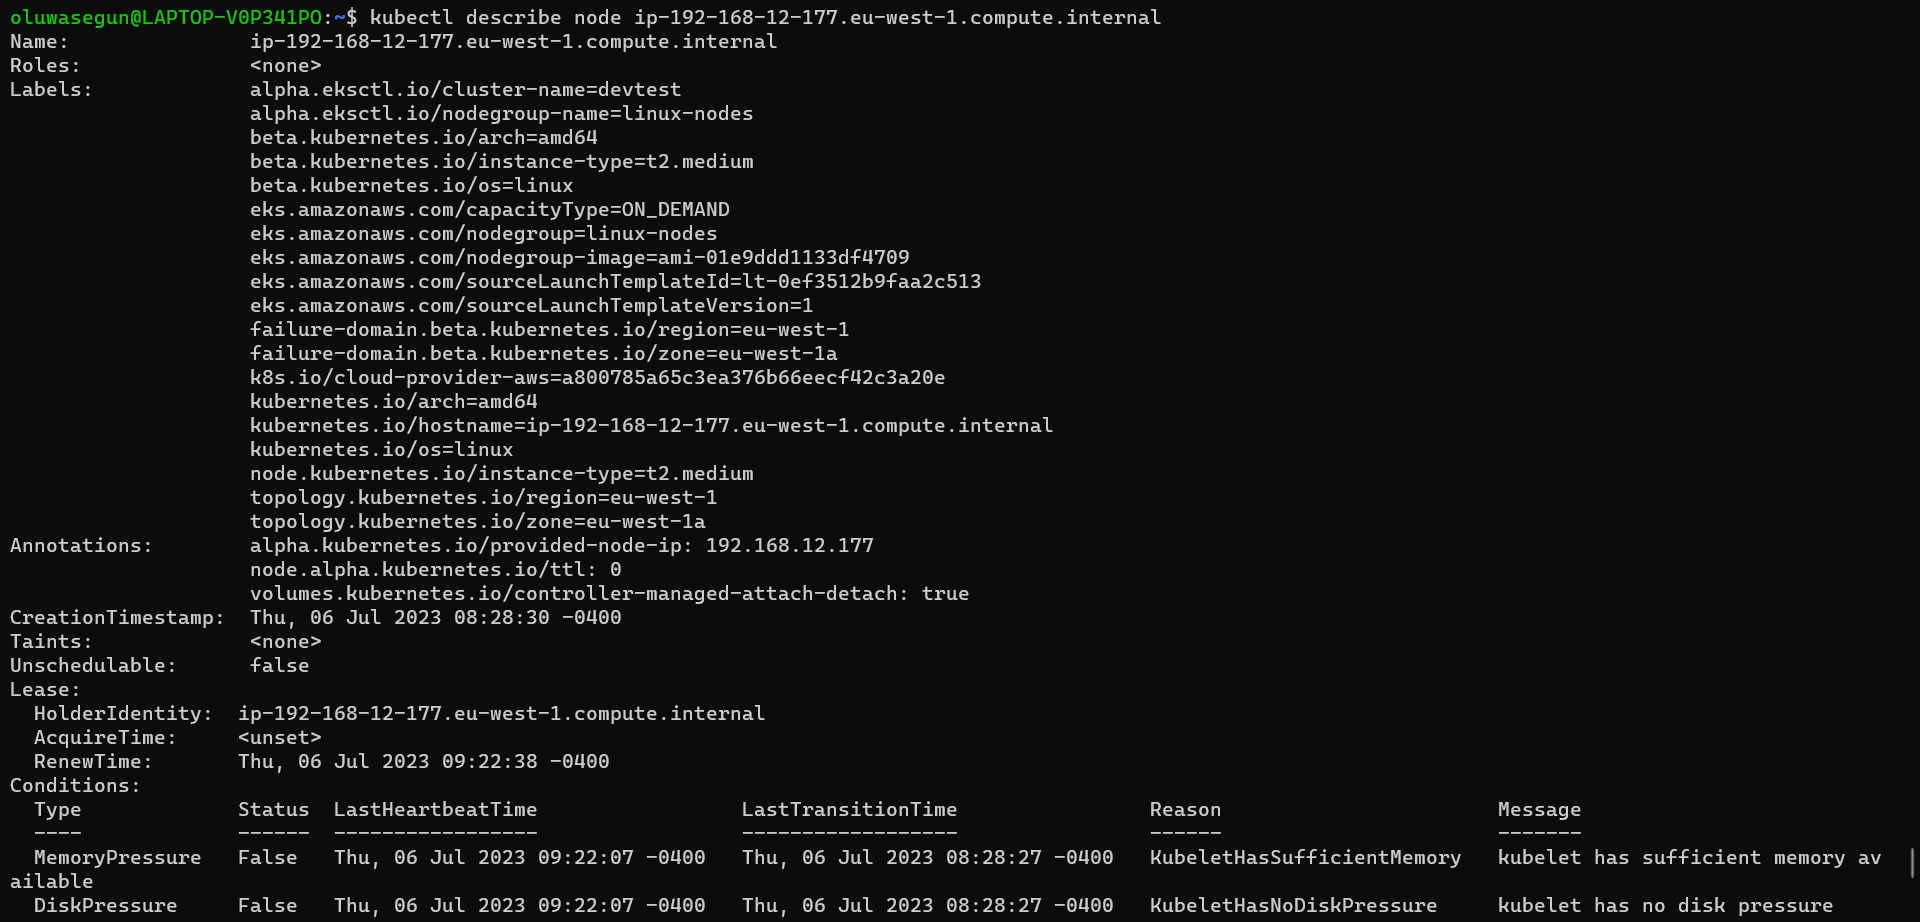 oluwasegun@LAPTOP-V0P341PO:~$ kubectl describe node ip-192-168-12-177.eu-west-1.compute.internal
Name:               ip-192-168-12-177.eu-west-1.compute.internal
Roles:              <none>
Labels:             alpha.eksctl.io/cluster-name=devtest
                    alpha.eksctl.io/nodegroup-name=linux-nodes
                    beta.kubernetes.io/arch=amd64
                    beta.kubernetes.io/instance-type=t2.medium
                    beta.kubernetes.io/os=linux
                    eks.amazonaws.com/capacityType=ON_DEMAND
                    eks.amazonaws.com/nodegroup=linux-nodes
                    eks.amazonaws.com/nodegroup-image=ami-01e9ddd1133df4709
                    eks.amazonaws.com/sourceLaunchTemplateId=lt-0ef3512b9faa2c513
                    eks.amazonaws.com/sourceLaunchTemplateVersion=1
                    failure-domain.beta.kubernetes.io/region=eu-west-1
                    failure-domain.beta.kubernetes.io/zone=eu-west-1a
                    k8s.io/cloud-provider-aws=a800785a65c3ea376b66eecf42c3a20e
                    kubernetes.io/arch=amd64
                    kubernetes.io/hostname=ip-192-168-12-177.eu-west-1.compute.internal
                    kubernetes.io/os=linux
                    node.kubernetes.io/instance-type=t2.medium
                    topology.kubernetes.io/region=eu-west-1
                    topology.kubernetes.io/zone=eu-west-1a
Annotations:        alpha.kubernetes.io/provided-node-ip: 192.168.12.177
                    node.alpha.kubernetes.io/ttl: 0
                    volumes.kubernetes.io/controller-managed-attach-detach: true
CreationTimestamp:  Thu, 06 Jul 2023 08:28:30 -0400
Taints:             <none>
Unschedulable:      false
Lease:
  HolderIdentity:  ip-192-168-12-177.eu-west-1.compute.internal
  AcquireTime:     <unset>
  RenewTime:       Thu, 06 Jul 2023 09:22:38 -0400
Conditions:
  Type             Status  LastHeartbeatTime                 LastTransitionTime                Reason                       Message
  ----             ------  -----------------                 ------------------                ------                       -------
  MemoryPressure   False   Thu, 06 Jul 2023 09:22:07 -0400   Thu, 06 Jul 2023 08:28:27 -0400   KubeletHasSufficientMemory   kubelet has sufficient memory av
ailable
  DiskPressure     False   Thu, 06 Jul 2023 09:22:07 -0400   Thu, 06 Jul 2023 08:28:27 -0400   KubeletHasNoDiskPressure     kubelet has no disk pressure